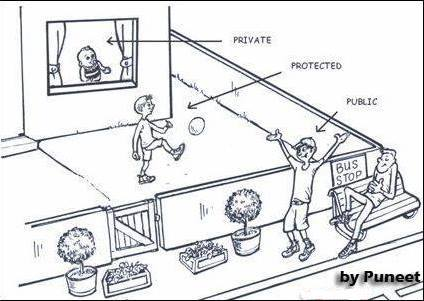 PRIVATE
PROTECTED
PUBLIC
BUS
STOP
by Puneet